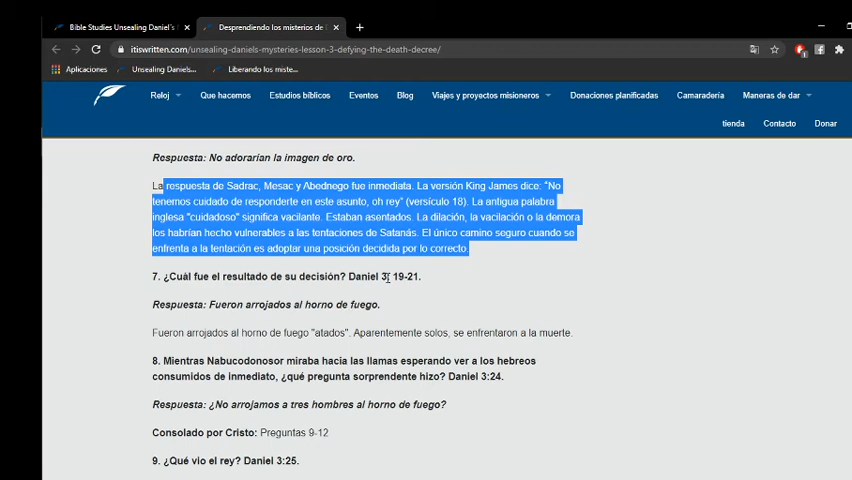 Bible Studies Unsealing Daniel's
Desprendiendo los misterios de
itiswritten.com/unsealing-daniels-mysteries-lesson-3-defying-the-death-decree/
Aplicaciones Unsealing Daniels... Liberando los miste...
Reloj Que hacemos Estudios bíblicos Eventos Blog Viajes y proyectos misioneros Donaciones planificadas Camaradería Maneras de dar
tienda Contacto Donar
Respuesta: No adorarían la imagen de oro.
La respuesta de Sadrac, Mesac y Abednego fue inmediata. La versión King James dice: “No
tenemos cuidado de responderte en este asunto, oh rey” (versículo 18). La antigua palabra
inglesa "cuidadoso" significa vacilante. Estaban asentados. La dilación, la vacilación o la demora
los habrían hecho vulnerables a las tentaciones de Satanás. El único camino seguro cuando se
enfrenta a la tentación es adoptar una posición decidida por lo correcto.
7. ¿Cuál fue el resultado de su decisión? Daniel 3: 19-21.
Respuesta: Fueron arrojados al horno de fuego.
Fueron arrojados al horno de fuego "atados". Aparentemente solos, se enfrentaron a la muerte.
8. Mientras Nabucodonosor miraba hacia las llamas esperando ver a los hebreos
consumidos de inmediato, ¿qué pregunta sorprendente hizo? Daniel 3:24.
Respuesta: ¿No arrojamos a tres hombres al horno de fuego?
Consolado por Cristo: Preguntas 9-12
9. ¿Qué vio el rey? Daniel 3:25.